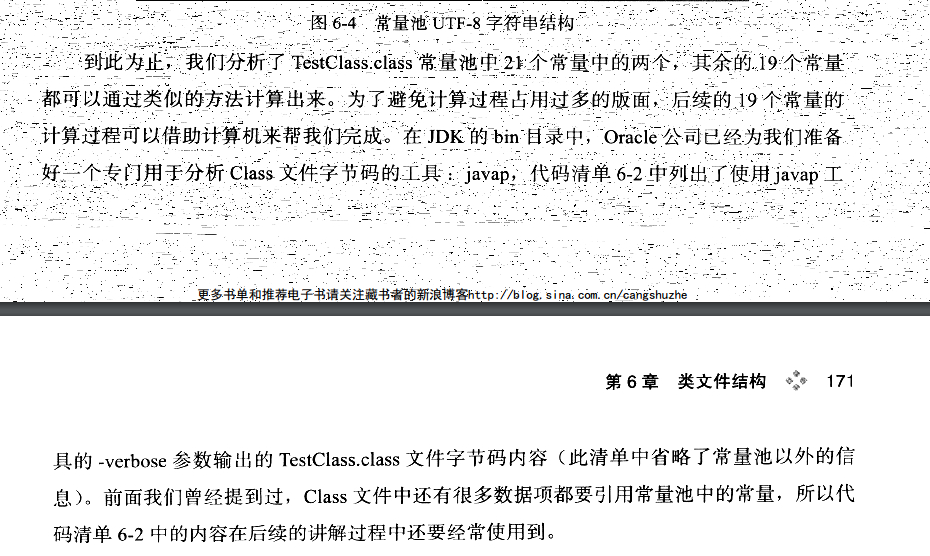 图 6-4 常量池 UTF-8 字符串结构
到此为止，我们分析了 TestClass.class 常量池中 21 个常量中的两个，其余的 19 个常量
都可以通过类似的方法计算出来。为了避免计算过程占用过多的版面，后续的 19 个常量的
计算过程可以借助计算机来帮我们完成。在 JDK 的 bin 目录中，Oracle 公司已经为我们准备
好一个专门用于分析 Class 文件字节码的工具：javap，代码清单 6-2 中列出了使用 javap 工
更多书单和推荐电子书请关注藏书者的新浪博客http://blog.sina.com.cn/cangshuzhe
第 6 章 类文件结构 171
具的 -verbose 参数输出的 TestClass.class 文件字节码内容（此清单中省略了常量池以外的信
息）。前面我们曾经提到过，Class 文件中还有很多数据项都要引用常量池中的常量，所以代
码清单 6-2 中的内容在后续的讲解过程中还要经常使用到。